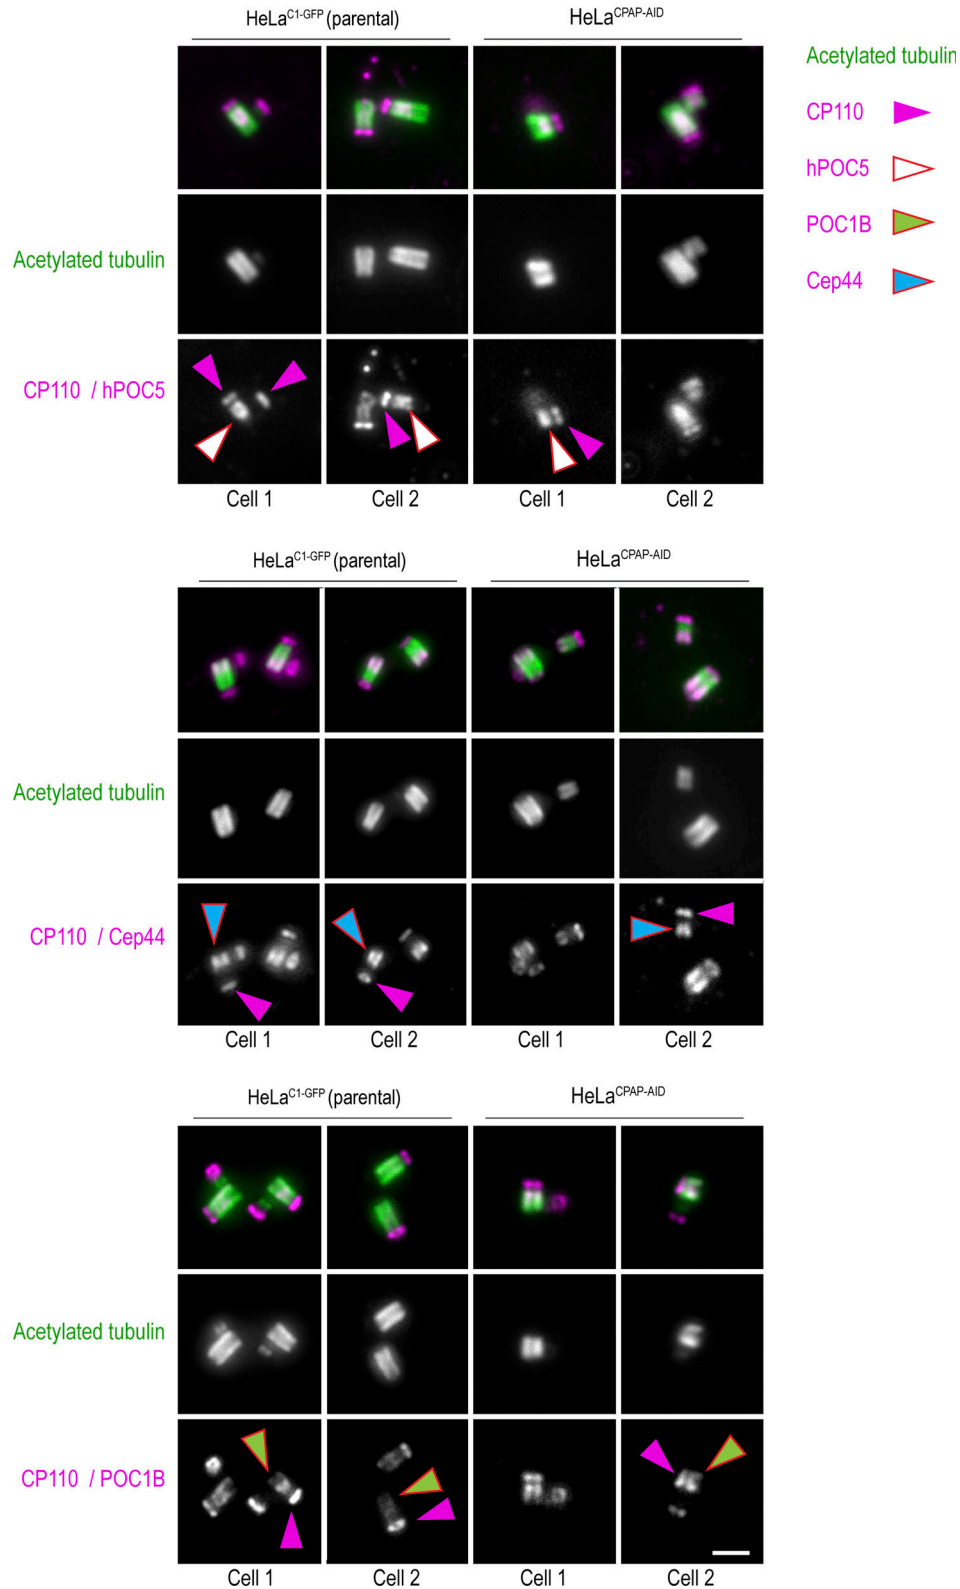 HeLaC1-GFP (parental) HeLaCPAP-AID
Acetylated tubulin
CP110
hPOC5
POC1B
Cep44
Acetylated tubulin
CP110 / hPOC5
Cell 1 Cell 2 Cell 1 Cell 2
HeLaC1-GFP (parental) HeLaCPAP-AID
Acetylated tubulin
CP110 / Cep44
Cell 1 Cell 2 Cell 1 Cell 2
HeLaC1-GFP (parental) HeLaCPAP-AID
Acetylated tubulin
CP110 / POC1B
Cell 1 Cell 2 Cell 1 Cell 2